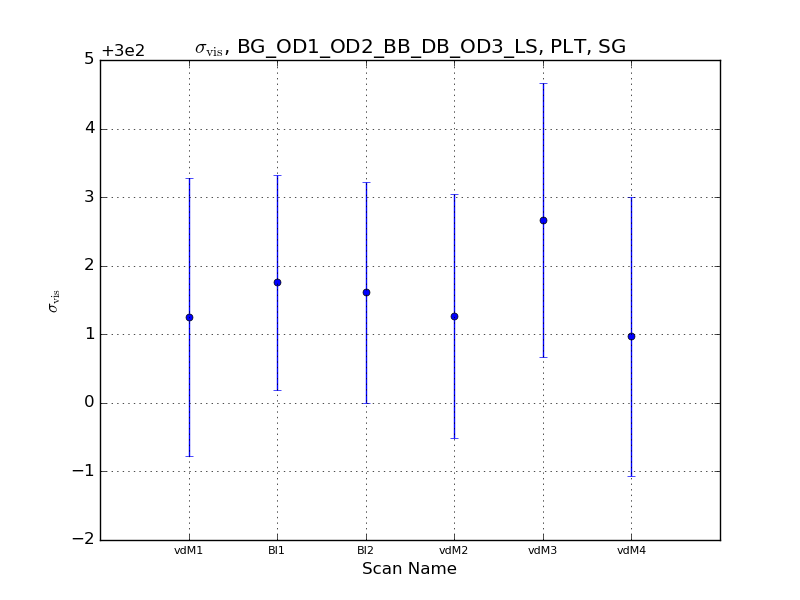 σvis, BG_OD1_OD2_BB_DB_OD3_LS, PLT, SG
+3e2
5
4
3
2
1
0
−1
−2
σvis
vdM1 BI1 BI2 vdM2 vdM3 vdM4
Scan Name